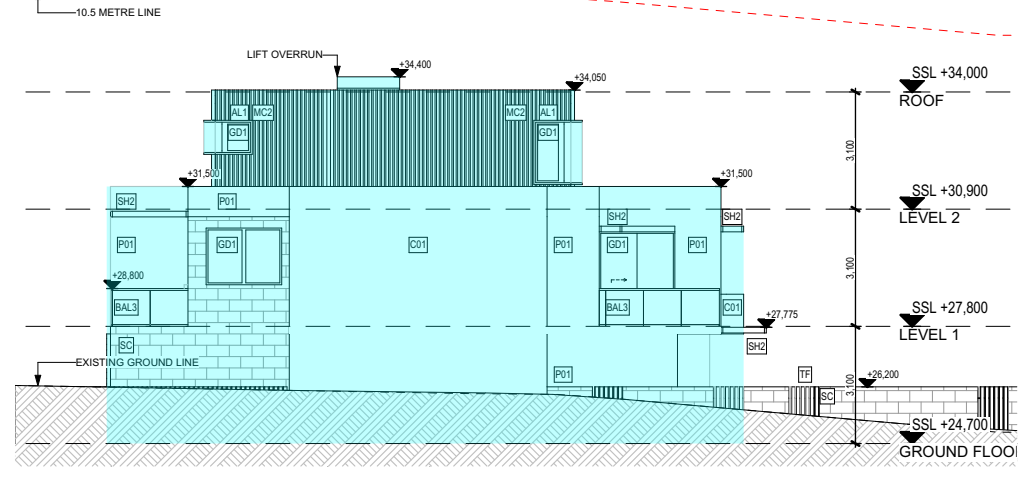 10.5 METRE LINE
LIFT OVERRUN
+34,400
+34,050
SSL +34,000
ROOF
AL1
MC2
MC2
AL1
GD1
GD1
3,100
+31,500
+31,500
SSL +30,900
LEVEL 2
SH2
P01
SH2
SH2
P01
GD1
C01
P01
GD1
P01
3,100
+28,800
BAL3
BAL3
C01
SSL +27,800
LEVEL 1
+27,775
SC
SH2
EXISTING GROUND LINE
P01
TF
+26,200
SC
3,100
SSL +24,700
GROUND FLOO